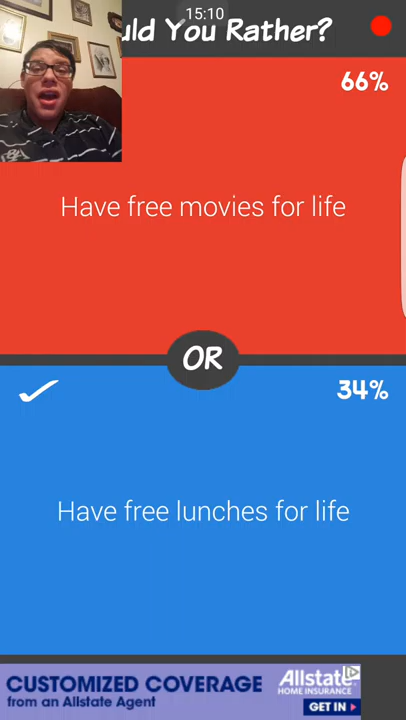 15:10
uld You Rather?
66%
Have free movies for life
OR
34%
Have free lunches for life
CUSTOMIZED COVERAGE
from an Allstate Agent
Allstate
HOME INSURANCE
GET IN